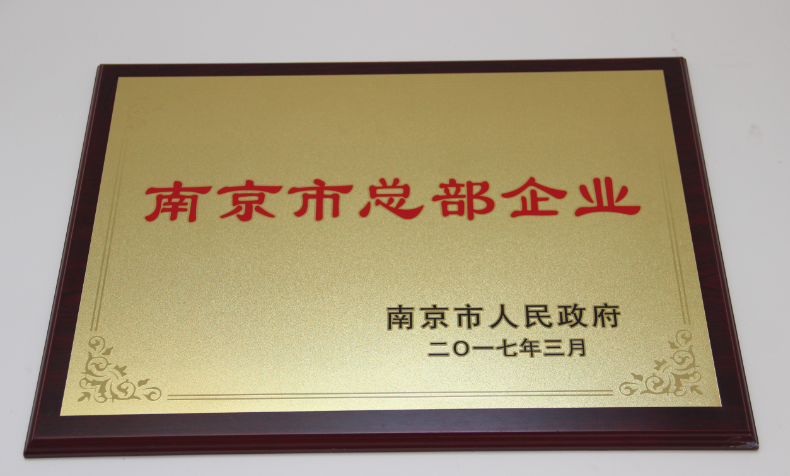 南京市总部企业
南京市人民政府
二〇一七年三月